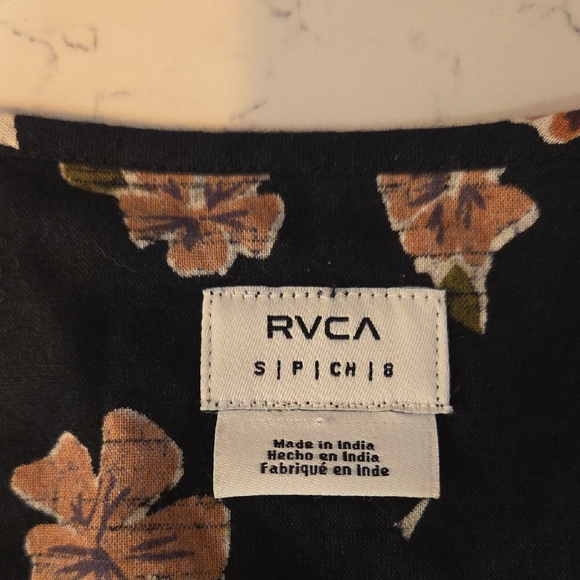 RVCA
S | P | CH | 8
Made in India
Hecho en India
Fabriqué en Inde